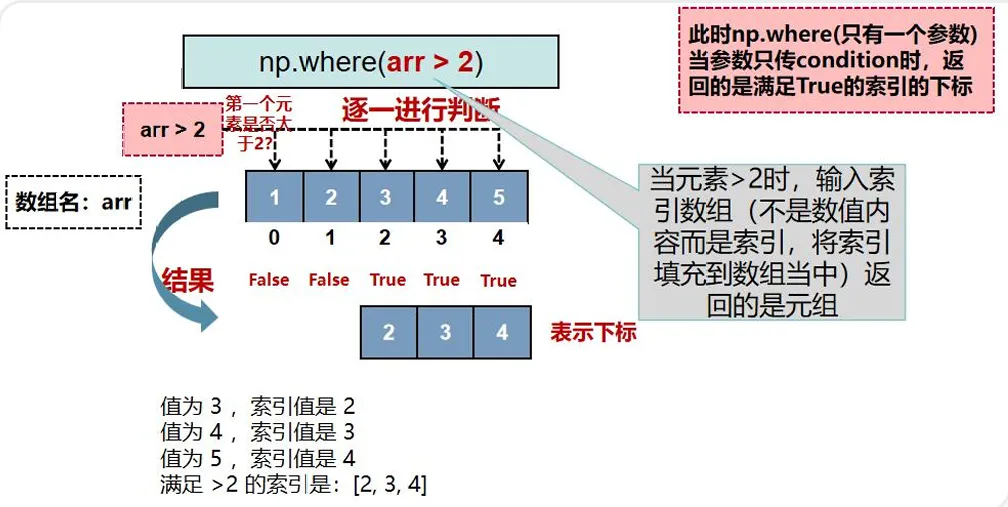 np.where(arr > 2)
此时np.where(只有一个参数)
当参数只传condition时，返
回的是满足True的索引的下标
arr > 2
第一个元
素是否大
于2?
逐一进行判断
数组名：arr
1 2 3 4 5
0 1 2 3 4
False False True True True
结果
2 3 4
表示下标
当元素>2时，输入索
引数组（不是数值内
容而是索引，将索引
填充到数组当中）返
回的是元组
值为 3 ，索引值是 2
值为 4 ，索引值是 3
值为 5 ，索引值是 4
满足 >2 的索引是：[2, 3, 4]